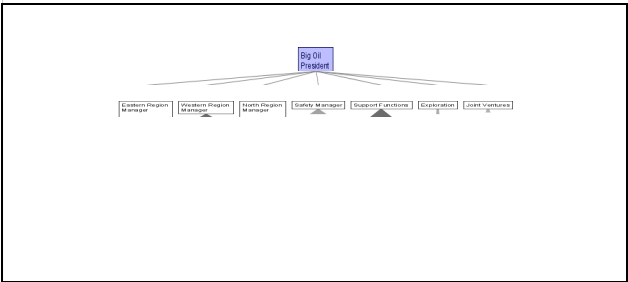 Big Oil
President
Eastern Region
Manager
Western Region
Manager
North Region
Manager
Safety Manager
Support Functions
Exploration
Joint Ventures